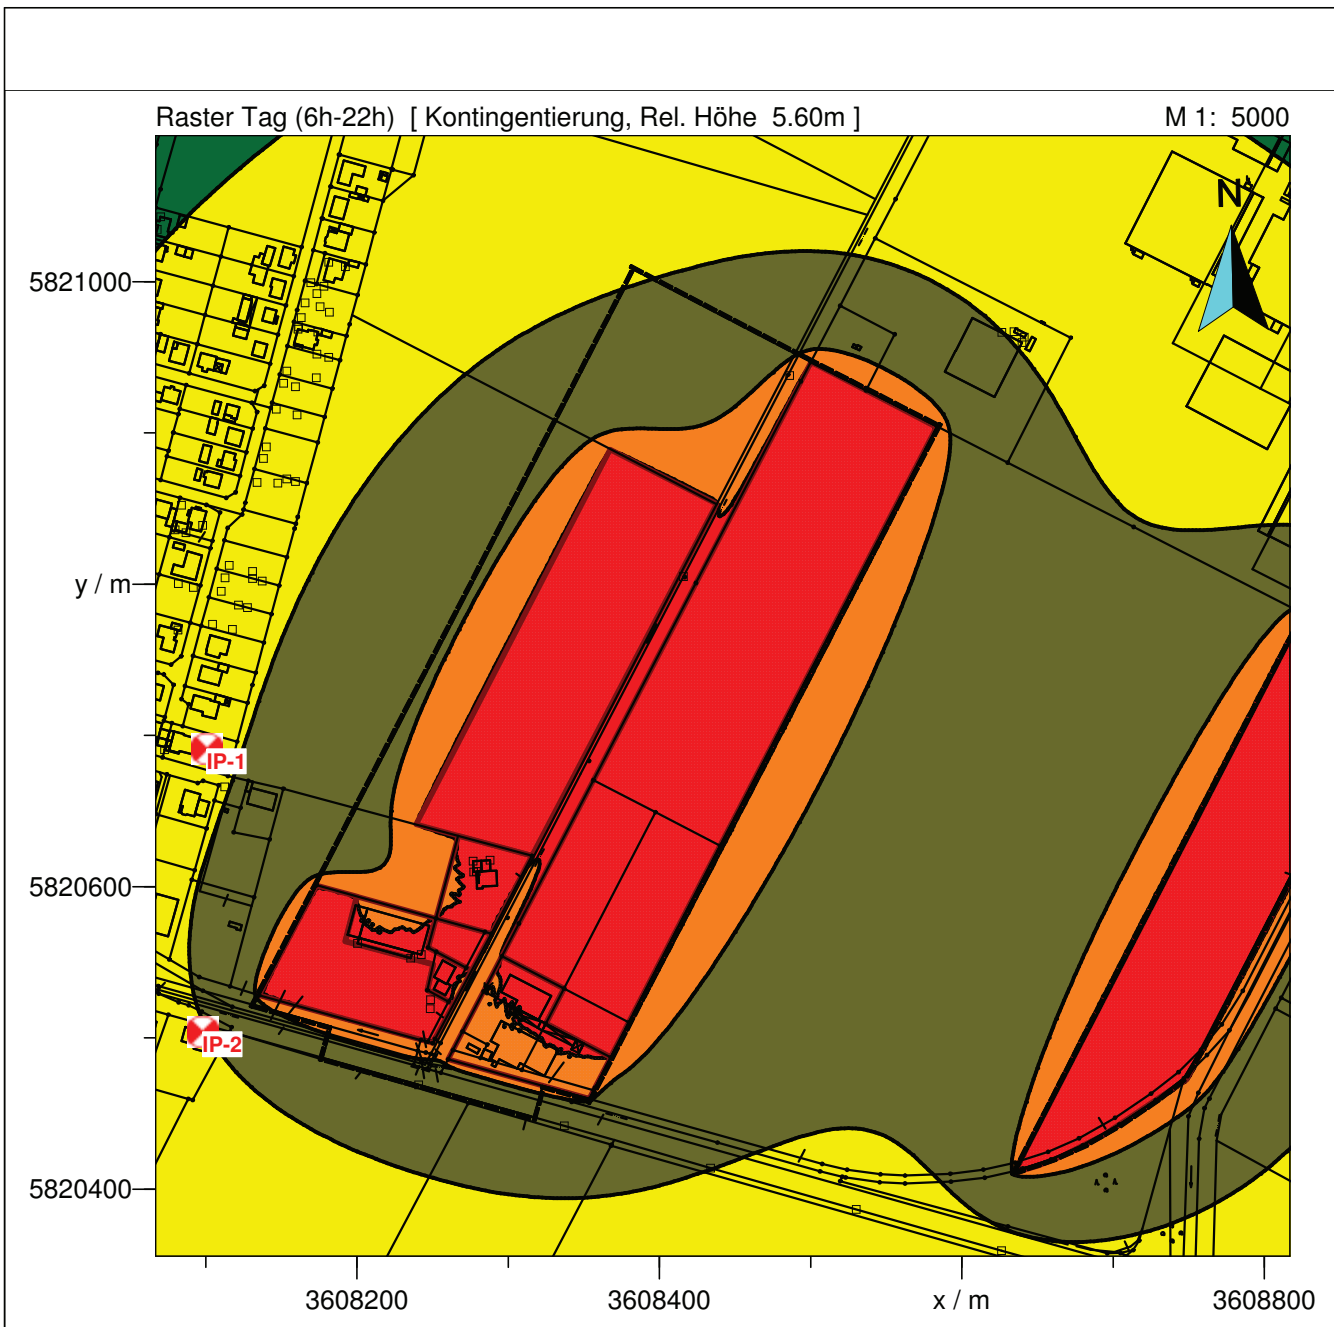 Raster Tag (6h-22h) [ Kontingentierung, Rel. Höhe 5.60m ]
M 1: 5000
N
5821000
y / m
IP-1
5820600
IP-2
5820400
3608200
3608400
x / m
3608800